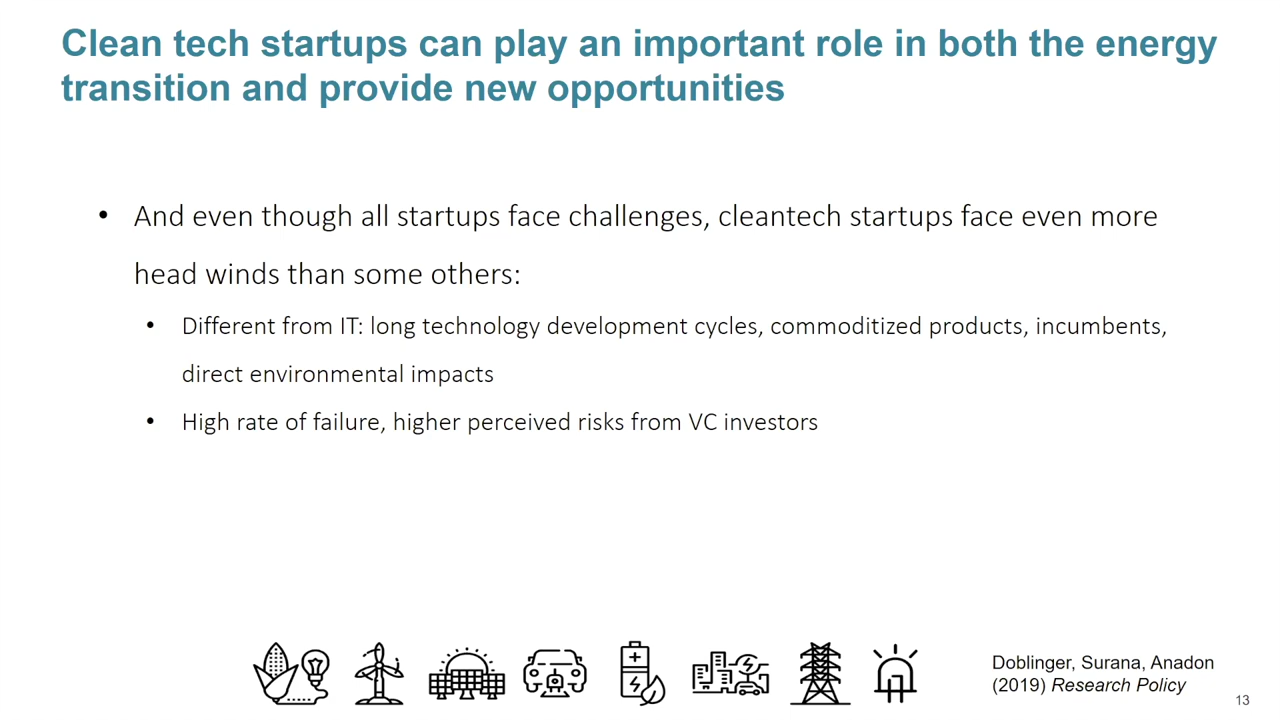 Clean tech startups can play an important role in both the energy
transition and provide new opportunities
• And even though all startups face challenges, cleantech startups face even more
head winds than some others:
• Different from IT: long technology development cycles, commoditized products, incumbents,
direct environmental impacts
• High rate of failure, higher perceived risks from VC investors
Doblinger, Surana, Anadon
(2019) Research Policy
13